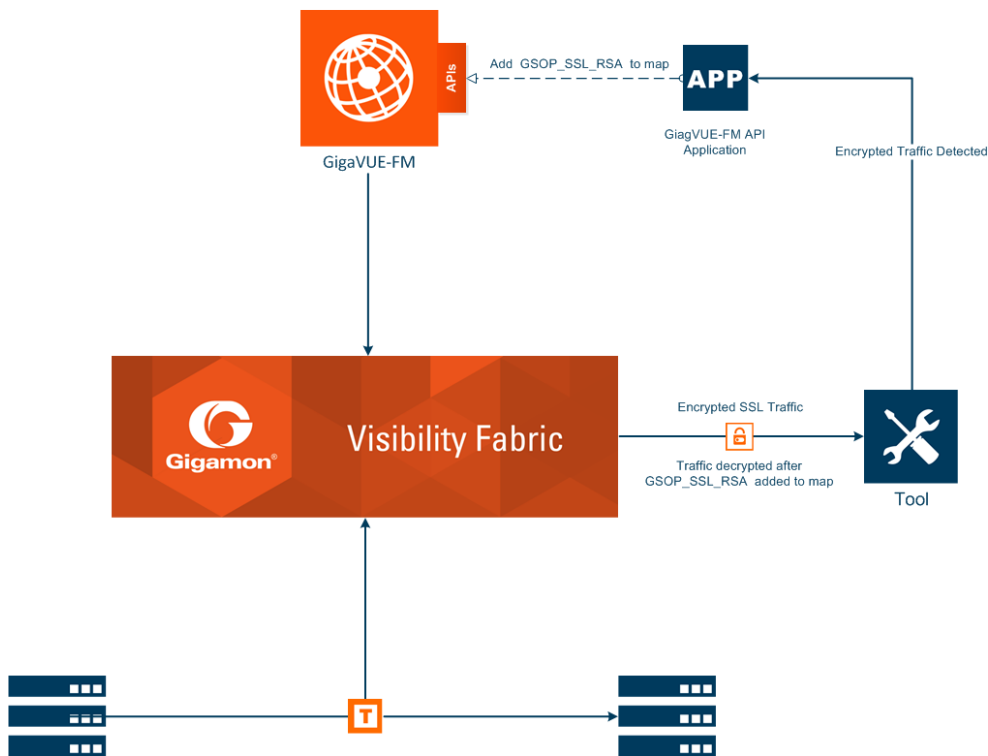 APIs
Add GSOP_SSL_RSA to map
APP
GiagVUE-FM API
Application
Encrypted Traffic Detected
GigaVUE-FM
Gigamon®
Visibility Fabric
Encrypted SSL Traffic
Traffic decrypted after
GSOP_SSL_RSA added to map
Tool
T